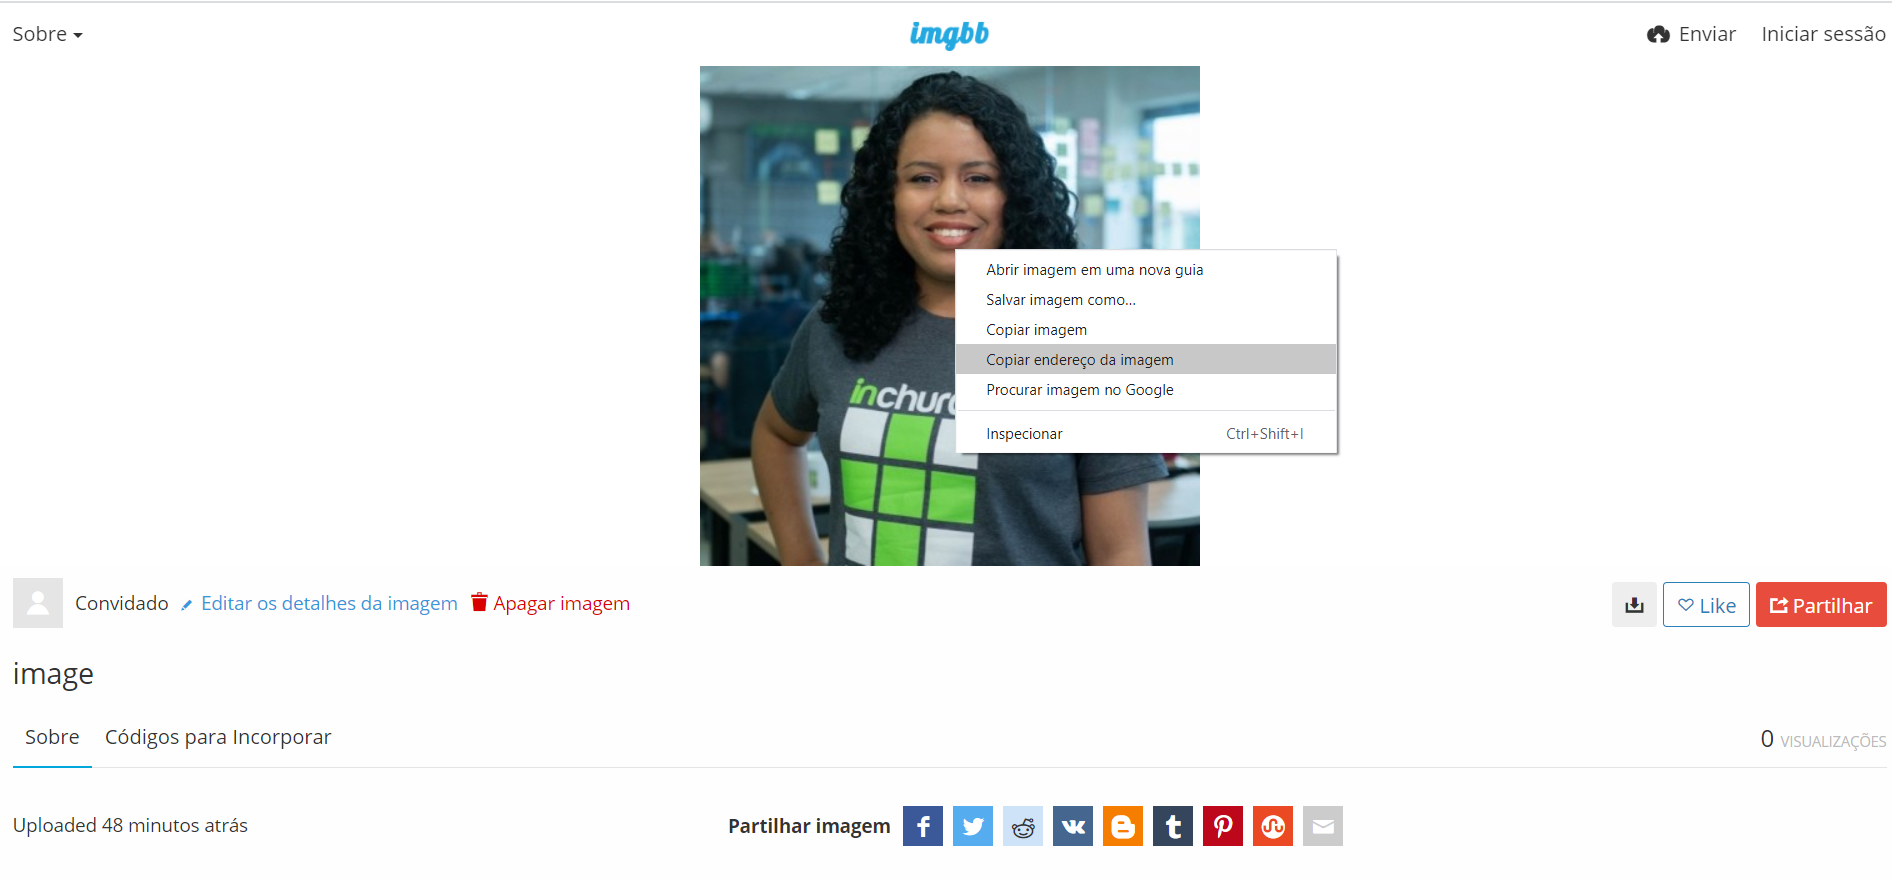 Sobre
imgbb
Enviar
Iniciar sessão
Abrir imagem em uma nova guia
Salvar imagem como...
Copiar imagem
Copiar endereço da imagem
Procurar imagem no Google
Inspecionar Ctrl+Shift+I
Convidado
Editar os detalhes da imagem
Apagar imagem
Like
Partilhar
image
Sobre
Códigos para Incorporar
0 VISUALIZAÇÕES
Uploaded 48 minutos atrás
Partilhar imagem